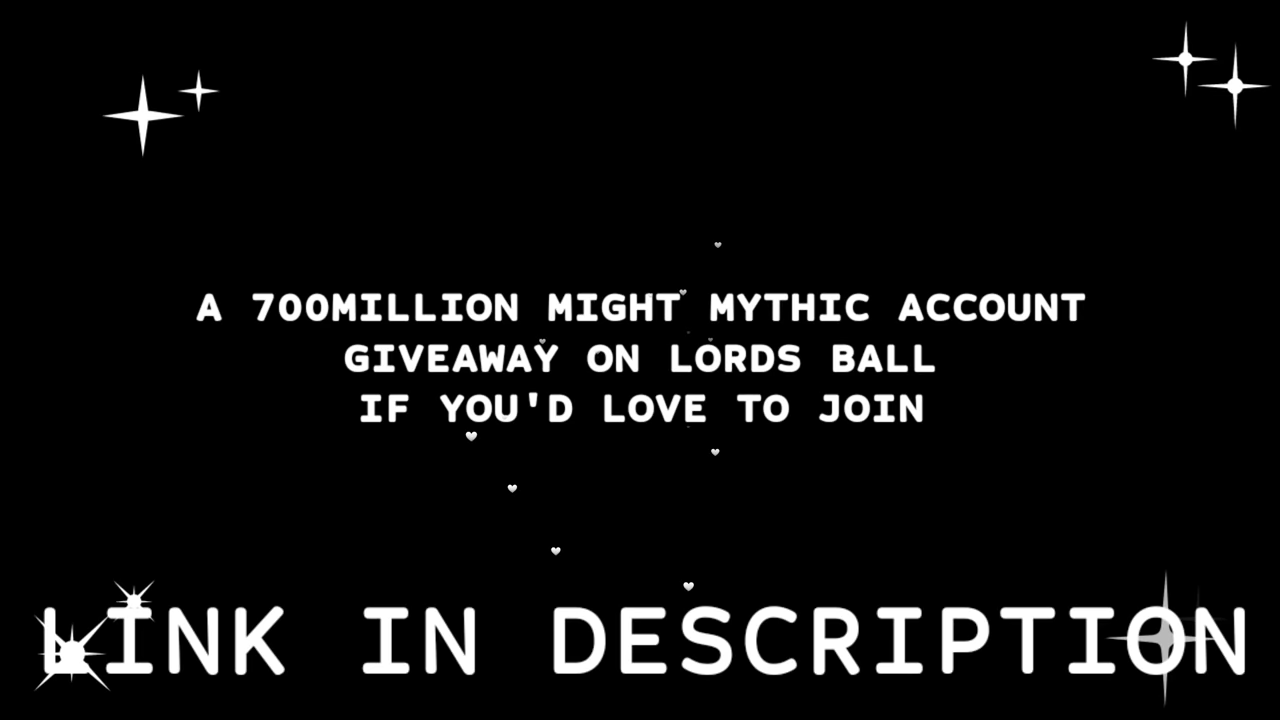 A 700MILLION MIGHT MYTHIC ACCOUNT
GIVEAWAY ON LORDS BALL
IF YOU'D LOVE TO JOIN
LINK IN DESCRIPTION